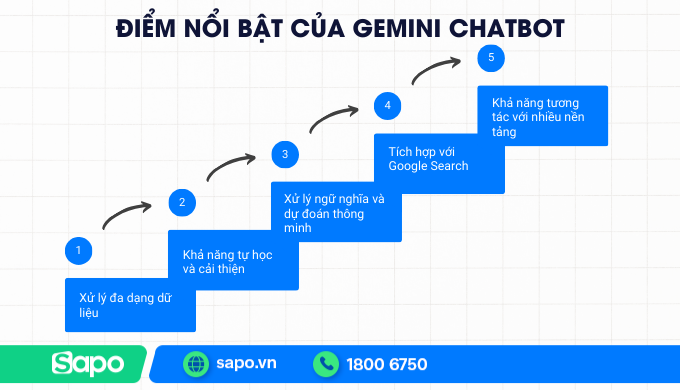 ĐIỂM NỔI BẬT CỦA GEMINI CHATBOT
1
Xử lý đa dạng dữ
liệu
2
Khả năng tự học
và cải thiện
3
Xử lý ngữ nghĩa và
dự đoán thông
minh
4
Tích hợp với
Google Search
5
Khả năng tương
tác với nhiều nền
tảng
Sapo
sapo.vn
1800 6750